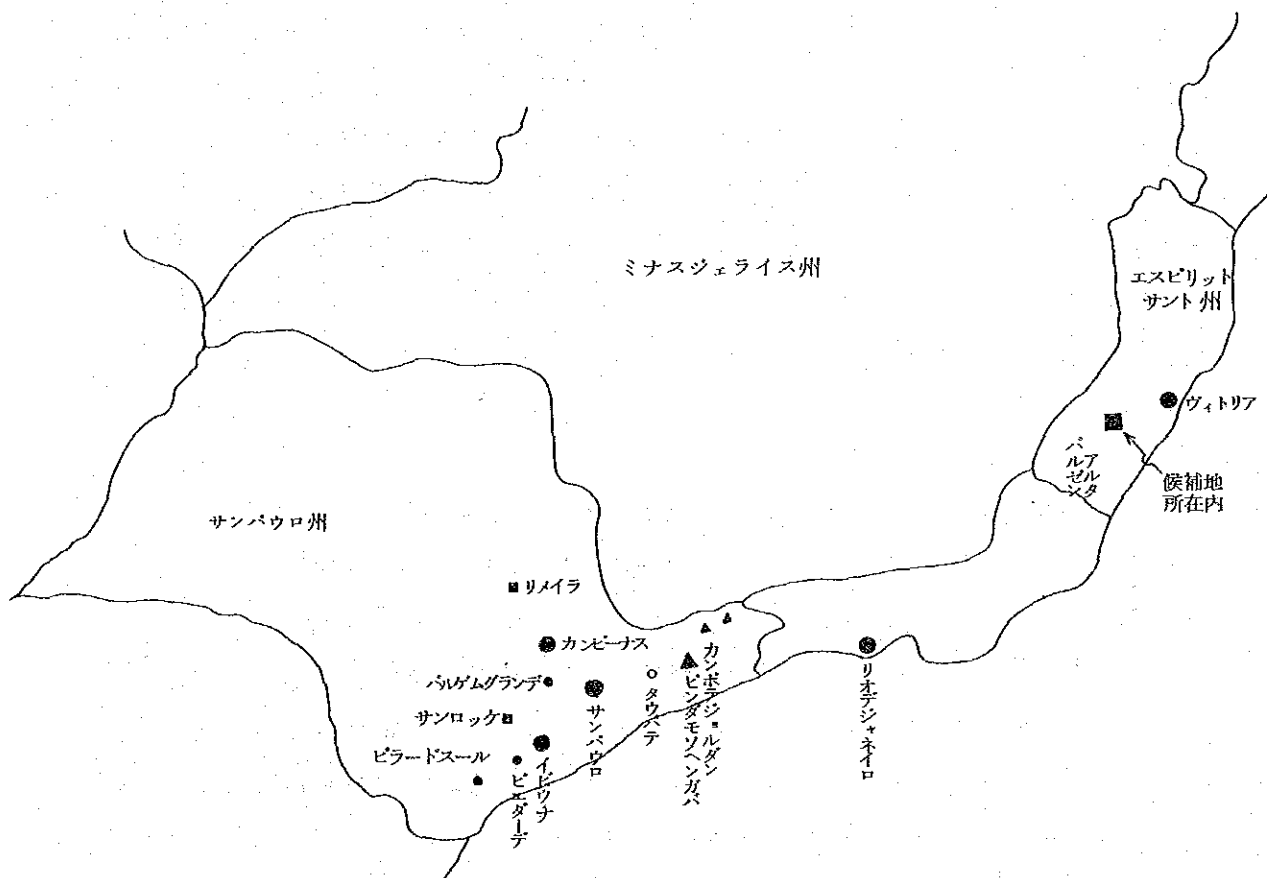 ミナスジェライス州
エスピリット
サント州
ヴィトリア
アルタ
バルゼン
候補地
所在内
サンパウロ州
リメイラ
カンピーナス
バルゲムグランデ
サンロッケ
ピラードスール
イビウナ
ピエダーデ
サンパウロ
タウバテ
カンポテジョルダン
ピンダモソヘンガバ
リオデジャネイロ